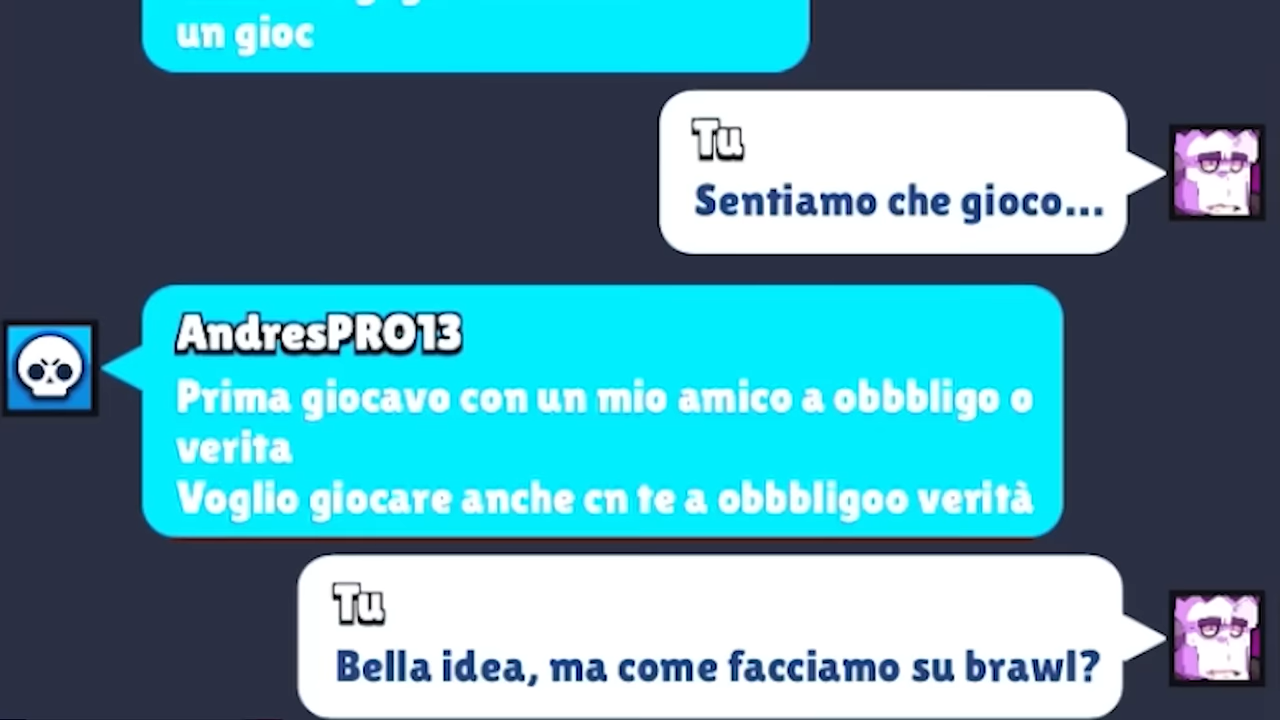 un gioc
Tu
Sentiamo che gioco...
AndresPRO13
Prima giocavo con un mio amico a obbbligo o
verita
Voglio giocare anche cn te a obbbligoo verità
Tu
Bella idea, ma come facciamo su brawl?